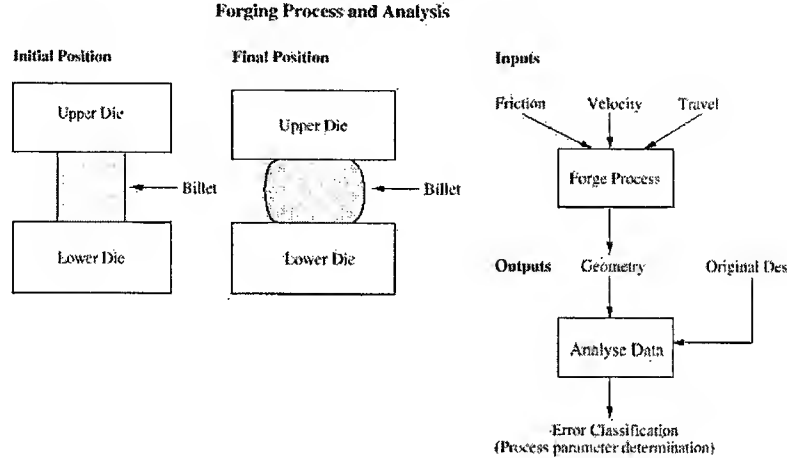 Forging Process and Analysis
Initial Position
Final Position
Inputs
Upper Die
Billet
Lower Die
Upper Die
Billet
Lower Die
Friction
Velocity
Travel
Forge Process
Outputs
Geometry
Original Des
Analyse Data
Error Classification
(Process parameter determination)